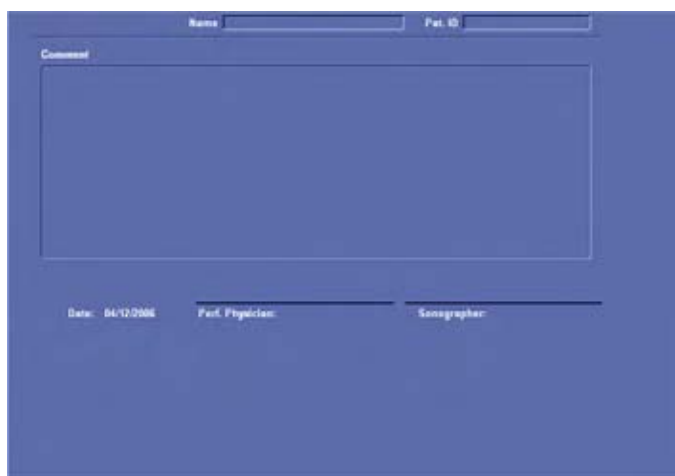 Name Pat. ID
Comment
Date: 04/12/2006 Perf. Physician: Sonographer: